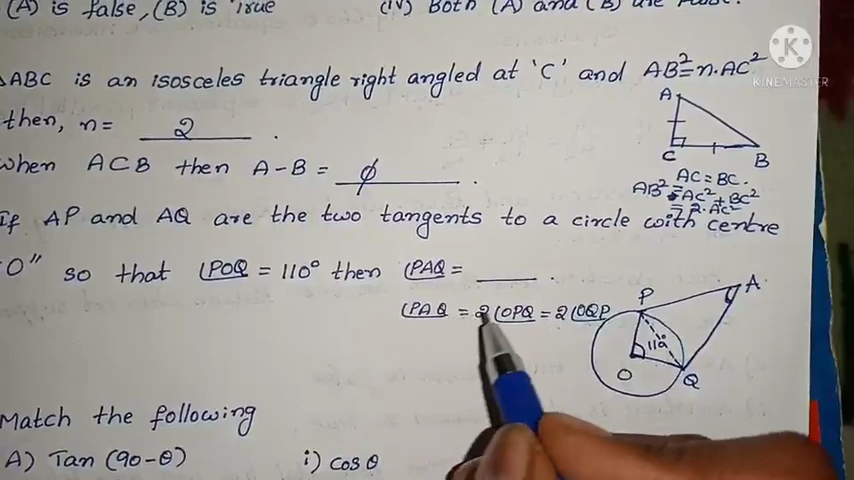 (A) is false, (B) is True (iv) Both (A) and (B) are False.
ABC is an isosceles triangle right angled at 'C' and AB²=n.AC²
then, n= 2 .
when ACB then A-B = ϕ .
If AP and AQ are the two tangents to a circle with centre
"O" so that ∠POQ = 110° then ∠PAQ = ____ .
∠PAQ = 2∠OPQ = 2∠OQP
Match the following
A) Tan (90-θ) i) cos θ
A
C
B
AC = BC.
AB² = AC² + BC²
= 2.AC²
P
A
110°
O
Q
K
KINEMASTER